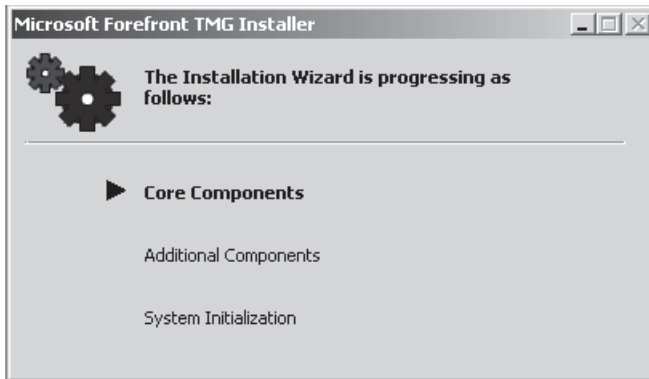 Microsoft Forefront TMG Installer
The Installation Wizard is progressing as
follows:
Core Components
Additional Components
System Initialization